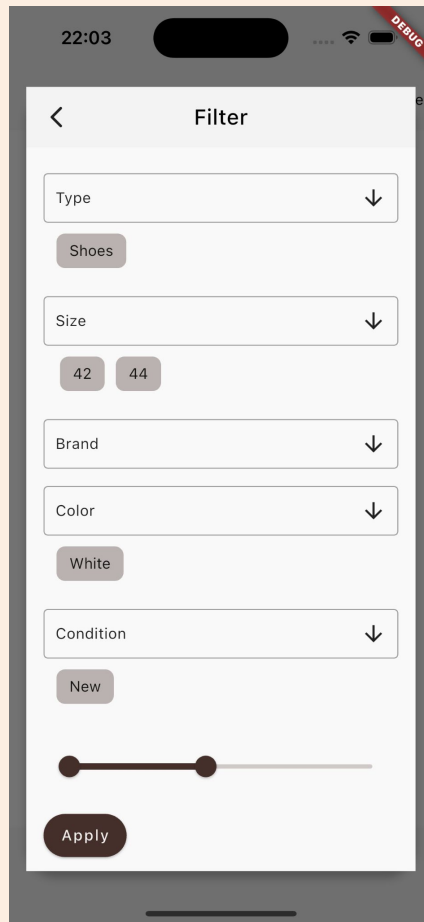 22:03
DEBUG
e
Filter
Type
Shoes
Size
42 44
Brand
Color
White
Condition
New
Apply